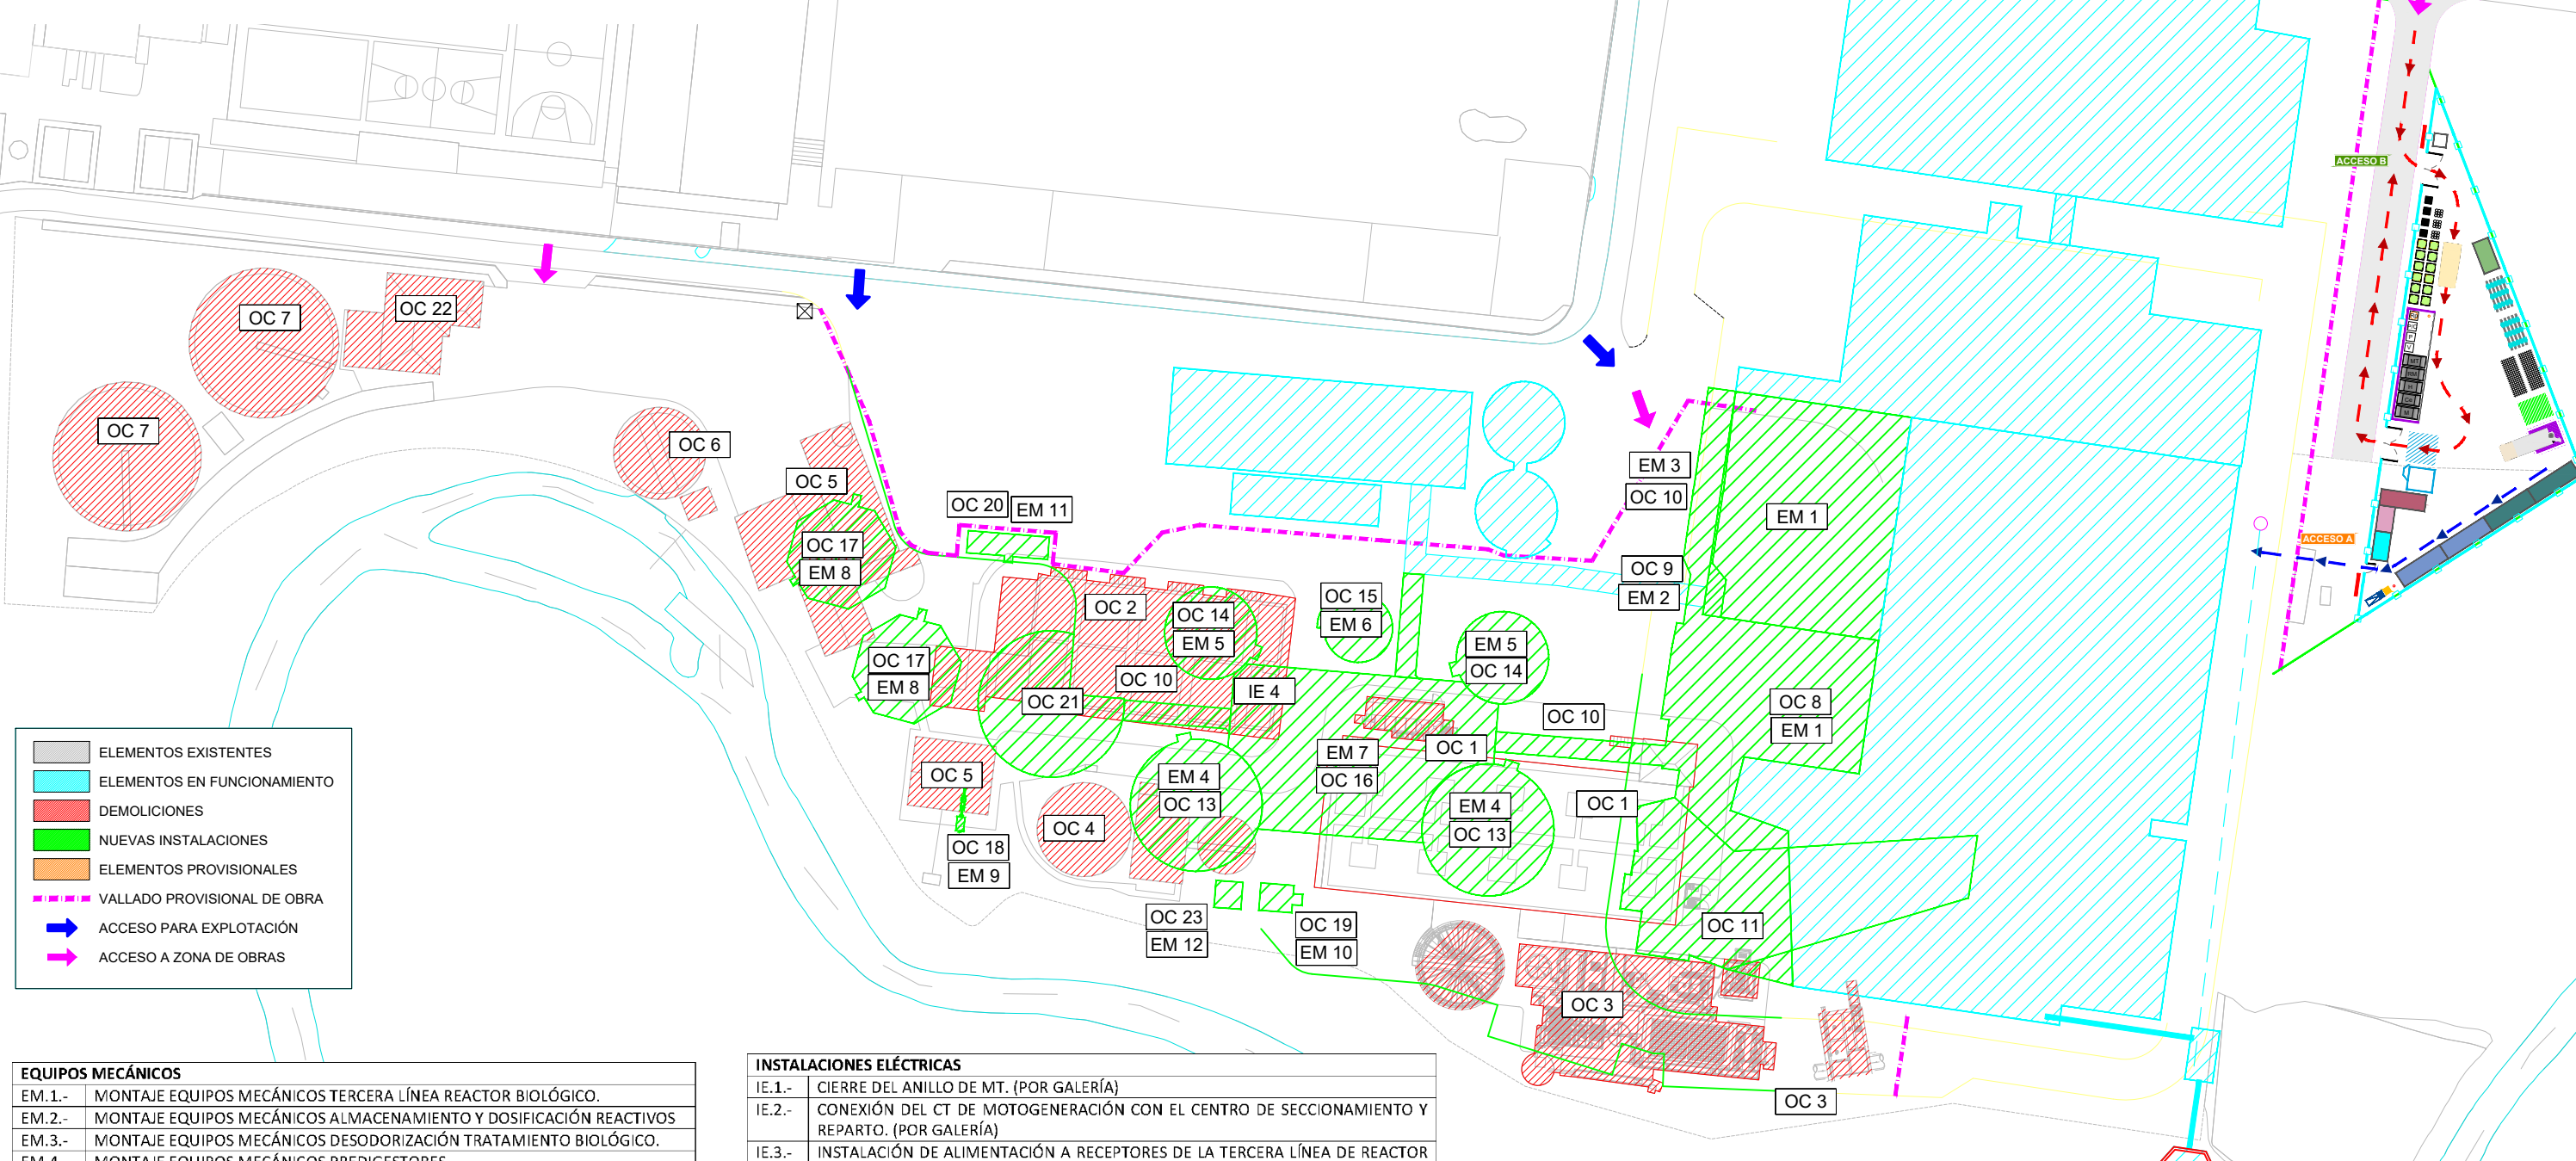 ACCESO B
OC 7
OC 22
OC 7
OC 6
OC 5
EM 3
OC 10
EM 1
OC 20
EM 11
ACCESO A
OC 17
EM 8
OC 9
EM 2
OC 2
OC 14
EM 5
OC 15
EM 6
EM 5
OC 14
OC 17
EM 8
OC 10
IE 4
OC 21
OC 10
OC 8
EM 1
EM 7
OC 16
OC 1
OC 5
EM 4
OC 13
EM 4
OC 13
OC 1
OC 4
OC 18
EM 9
OC 23
EM 12
OC 19
EM 10
OC 11
OC 3
OC 3
ELEMENTOS EXISTENTES
ELEMENTOS EN FUNCIONAMIENTO
DEMOLICIONES
NUEVAS INSTALACIONES
ELEMENTOS PROVISIONALES
VALLADO PROVISIONAL DE OBRA
ACCESO PARA EXPLOTACIÓN
ACCESO A ZONA DE OBRAS
EQUIPOS MECÁNICOS
EM.1.- MONTAJE EQUIPOS MECÁNICOS TERCERA LÍNEA REACTOR BIOLÓGICO.
EM.2.- MONTAJE EQUIPOS MECÁNICOS ALMACENAMIENTO Y DOSIFICACIÓN REACTIVOS
EM.3.- MONTAJE EQUIPOS MECÁNICOS DESODORIZACIÓN TRATAMIENTO BIOLÓGICO.
EM.4.- MONTAJE EQUIPOS MECÁNICOS PREDIGESTORES
INSTALACIONES ELÉCTRICAS
IE.1.- CIERRE DEL ANILLO DE MT. (POR GALERÍA)
IE.2.- CONEXIÓN DEL CT DE MOTOGENERACIÓN CON EL CENTRO DE SECCIONAMIENTO Y
REPARTO. (POR GALERÍA)
IE.3.- INSTALACIÓN DE ALIMENTACIÓN A RECEPTORES DE LA TERCERA LÍNEA DE REACTOR